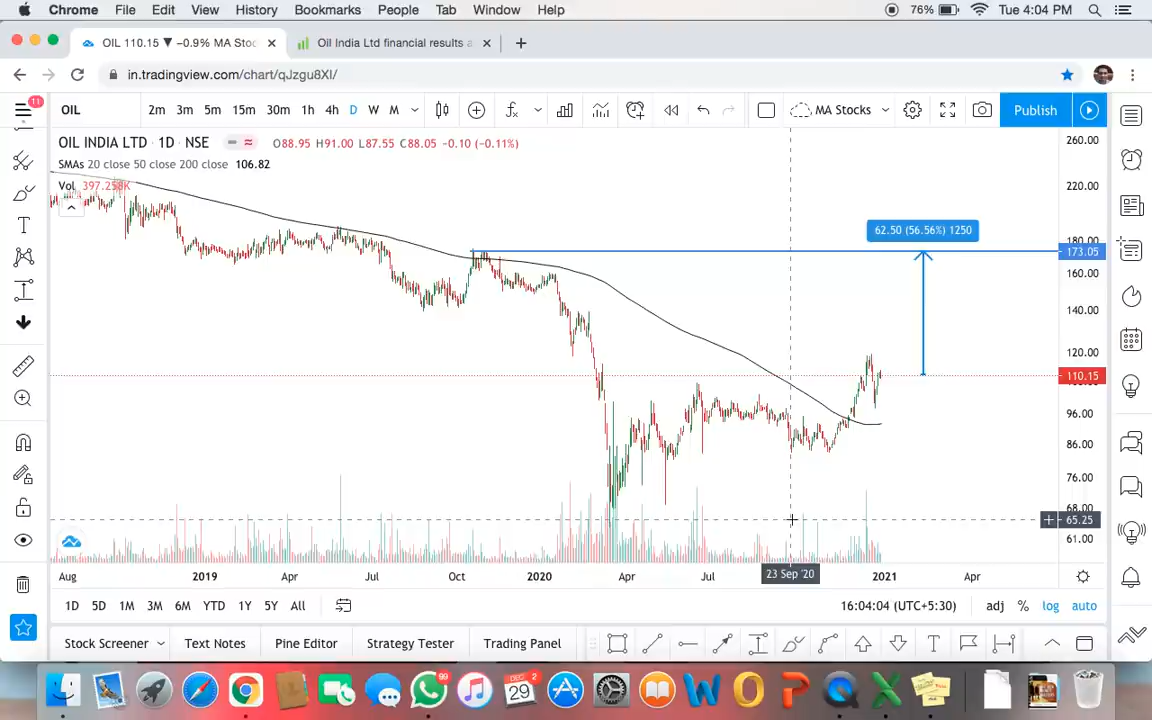 Chrome File Edit View History Bookmarks People Tab Window Help 76% Tue 4:04 PM
OIL 110.15 ▼ −0.9% MA Stoc × Oil India Ltd financial results a × +
in.tradingview.com/chart/qJzgu8XI/
11
OIL 2m 3m 5m 15m 30m 1h 4h D W M MA Stocks Publish
OIL INDIA LTD · 1D · NSE O88.95 H91.00 L87.55 C88.05 −0.10 (−0.11%)
SMAs 20 close 50 close 200 close 106.82
Vol 397.258K
260.00
220.00
62.50 (56.56%) 1250
180.00
173.05
160.00
140.00
120.00
110.15
96.00
86.00
76.00
68.00
65.25
61.00
Aug 2019 Apr Jul Oct 2020 Apr Jul 23 Sep '20 2021 Apr
1D 5D 1M 3M 6M YTD 1Y 5Y All 16:04:04 (UTC+5:30) adj % log auto
Stock Screener Text Notes Pine Editor Strategy Tester Trading Panel
99
DEC
29
2